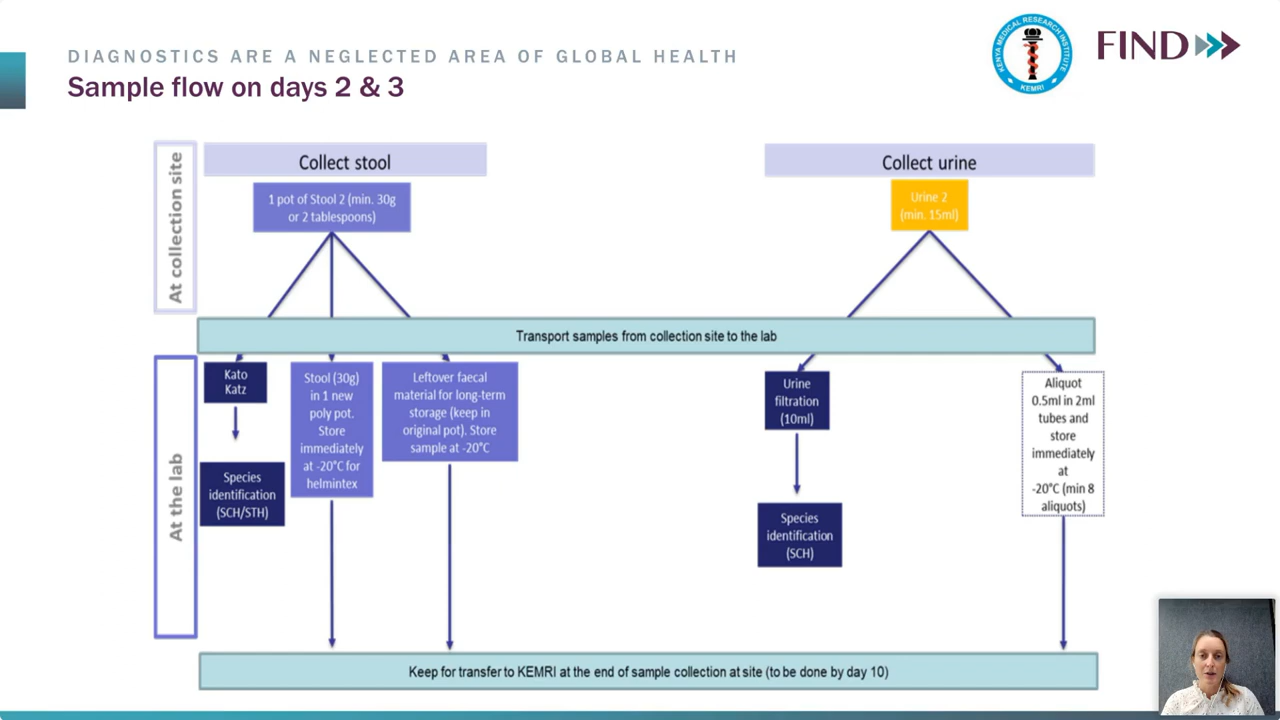 DIAGNOSTICS ARE A NEGLECTED AREA OF GLOBAL HEALTH
Sample flow on days 2 & 3
KENYA MEDICAL RESEARCH INSTITUTE
KEMRI
FIND
At collection site
Collect stool
1 pot of Stool 2 (min. 30g
or 2 tablespoons)
Collect urine
Urine 2
(min. 15ml)
Transport samples from collection site to the lab
At the lab
Kato
Katz
Species
identification
(SCH/STH)
Stool (30g)
in 1 new
poly pot.
Store
immediately
at -20°C for
helmintex
Leftover faecal
material for long-term
storage (keep in
original pot). Store
sample at -20°C
Urine
filtration
(10ml)
Species
identification
(SCH)
Aliquot
0.5ml in 2ml
tubes and
store
immediately
at
-20°C (min 8
aliquots)
Keep for transfer to KEMRI at the end of sample collection at site (to be done by day 10)